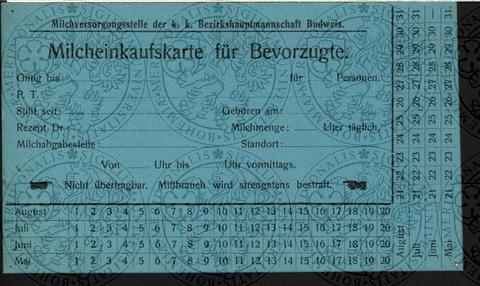 Milchversorgungsstelle der k. k. Bezirkshauptmannschaft Budweis.
Milcheinkaufskarte für Bevorzugte.
Giltig bis für Personen.
P. T.
Stillt seit: Geboren am:
Rezept Dr.: Milchmenge: Liter täglich.
Milchabgabestelle: Standort:
Von Uhr bis Uhr vormittags.
Nicht übertragbar. Mißbrauch wird strengstens bestraft.
August 1 2 3 4 5 6 7 8 9 10 11 12 13 14 15 16 17 18 19 20
Juli 1 2 3 4 5 6 7 8 9 10 11 12 13 14 15 16 17 18 19 20
Juni 1 2 3 4 5 6 7 8 9 10 11 12 13 14 15 16 17 18 19 20
Mai 1 2 3 4 5 6 7 8 9 10 11 12 13 14 15 16 17 18 19 20
August 21 22 23 24 25 26 27 28 29 30 31
Juli 21 22 23 24 25 26 27 28 29 30 31
Juni 21 22 23 24 25 26 27 28 29 30 —
Mai 21 22 23 24 25 26 27 28 29 30 31